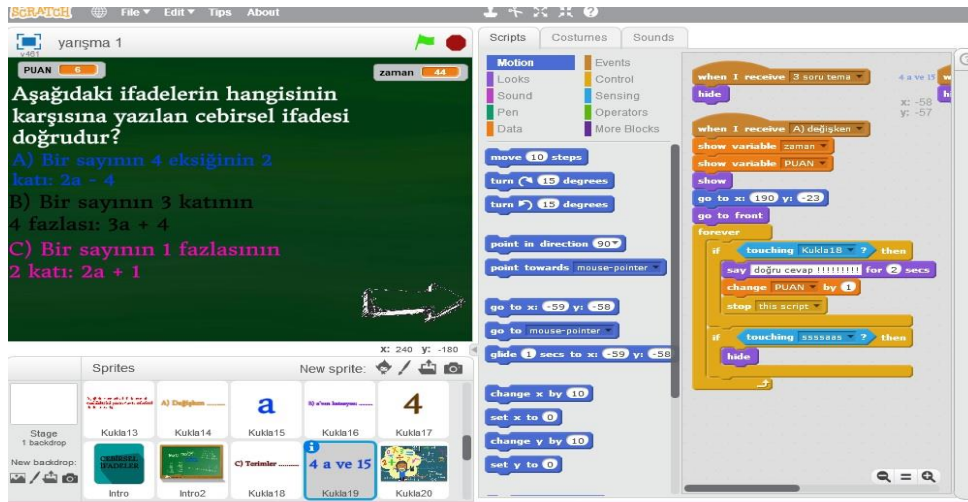 SCRATCH File Edit Tips About
yarışma 1
v461
PUAN 6
zaman 44
Aşağıdaki ifadelerin hangisinin
karşısına yazılan cebirsel ifadesi
doğrudur?
A) Bir sayının 4 eksiğinin 2
katı: 2a - 4
B) Bir sayının 3 katının
4 fazlası: 3a + 4
C) Bir sayının 1 fazlasının
2 katı: 2a + 1
X: 240 y: -180
Sprites New sprite:
Stage
1 backdrop
New backdrop:
Kukla13
A) Değişken
Kukla14
a
Kukla15
Kukla16
4
Kukla17
CEBİRSEL
İFADELER
Intro
Intro2
C) Terimler
Kukla18
4 a ve 15
Kukla19
Kukla20
Scripts Costumes Sounds
Motion Events
Looks Control
Sound Sensing
Pen Operators
Data More Blocks
move 10 steps
turn 15 degrees
turn 15 degrees
point in direction 90
point towards mouse-pointer
go to x: -59 y: -58
go to mouse-pointer
glide 1 secs to x: -59 y: -58
change x by 10
set x to 0
change y by 10
set y to 0
when I receive 3 soru tema
hide
4 a ve 15
x: -58
y: -57
when I receive A) değişken
show variable zaman
show variable PUAN
show
go to x: 190 y: -23
go to front
forever
if touching Kukla18 ? then
say doğru cevap !!!!!!!!! for 2 secs
change PUAN by 1
stop this script
if touching ssssaas ? then
hide